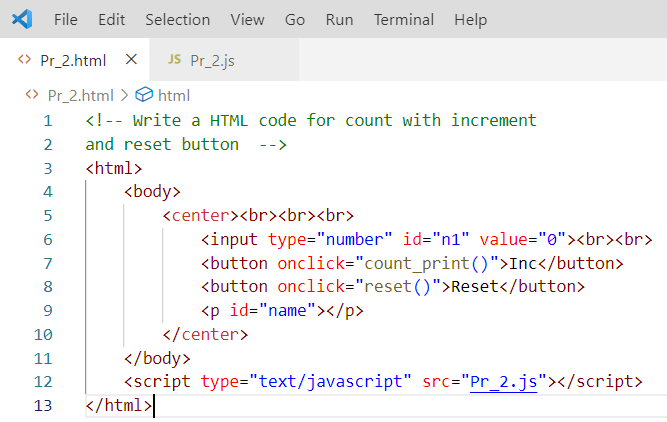 File Edit Selection View Go Run Terminal Help
Pr_2.html JS Pr_2.js
Pr_2.html html
1 <!-- Write a HTML code for count with increment
2 and reset button -->
3 <html>
4 <body>
5 <center><br><br><br>
6 <input type="number" id="n1" value="0"><br><br>
7 <button onclick="count_print()">Inc</button>
8 <button onclick="reset()">Reset</button>
9 <p id="name"></p>
10 </center>
11 </body>
12 <script type="text/javascript" src="Pr_2.js"></script>
13 </html>